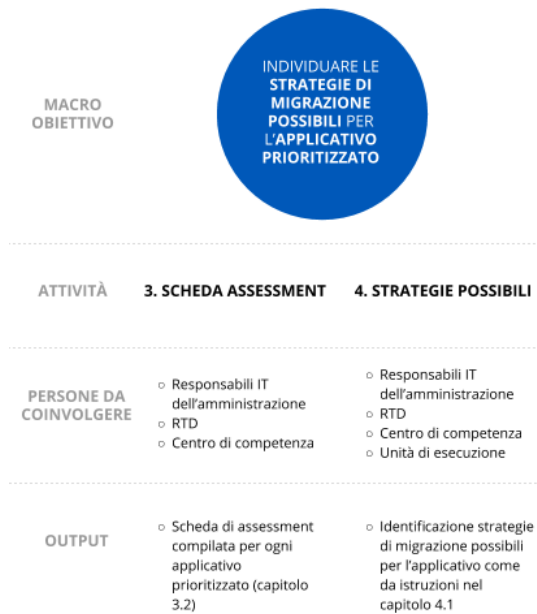 INDIVIDUARE LE
STRATEGIE DI
MIGRAZIONE
POSSIBILI PER
L'APPLICATIVO
PRIORITIZZATO
MACRO
OBIETTIVO
ATTIVITÀ
3. SCHEDA ASSESSMENT
4. STRATEGIE POSSIBILI
PERSONE DA
COINVOLGERE
○ Responsabili IT
dell'amministrazione
○ RTD
○ Centro di competenza
○ Responsabili IT
dell'amministrazione
○ RTD
○ Centro di competenza
○ Unità di esecuzione
OUTPUT
○ Scheda di assessment
compilata per ogni
applicativo
prioritizzato (capitolo
3.2)
○ Identificazione strategie
di migrazione possibili
per l'applicativo come
da istruzioni nel
capitolo 4.1